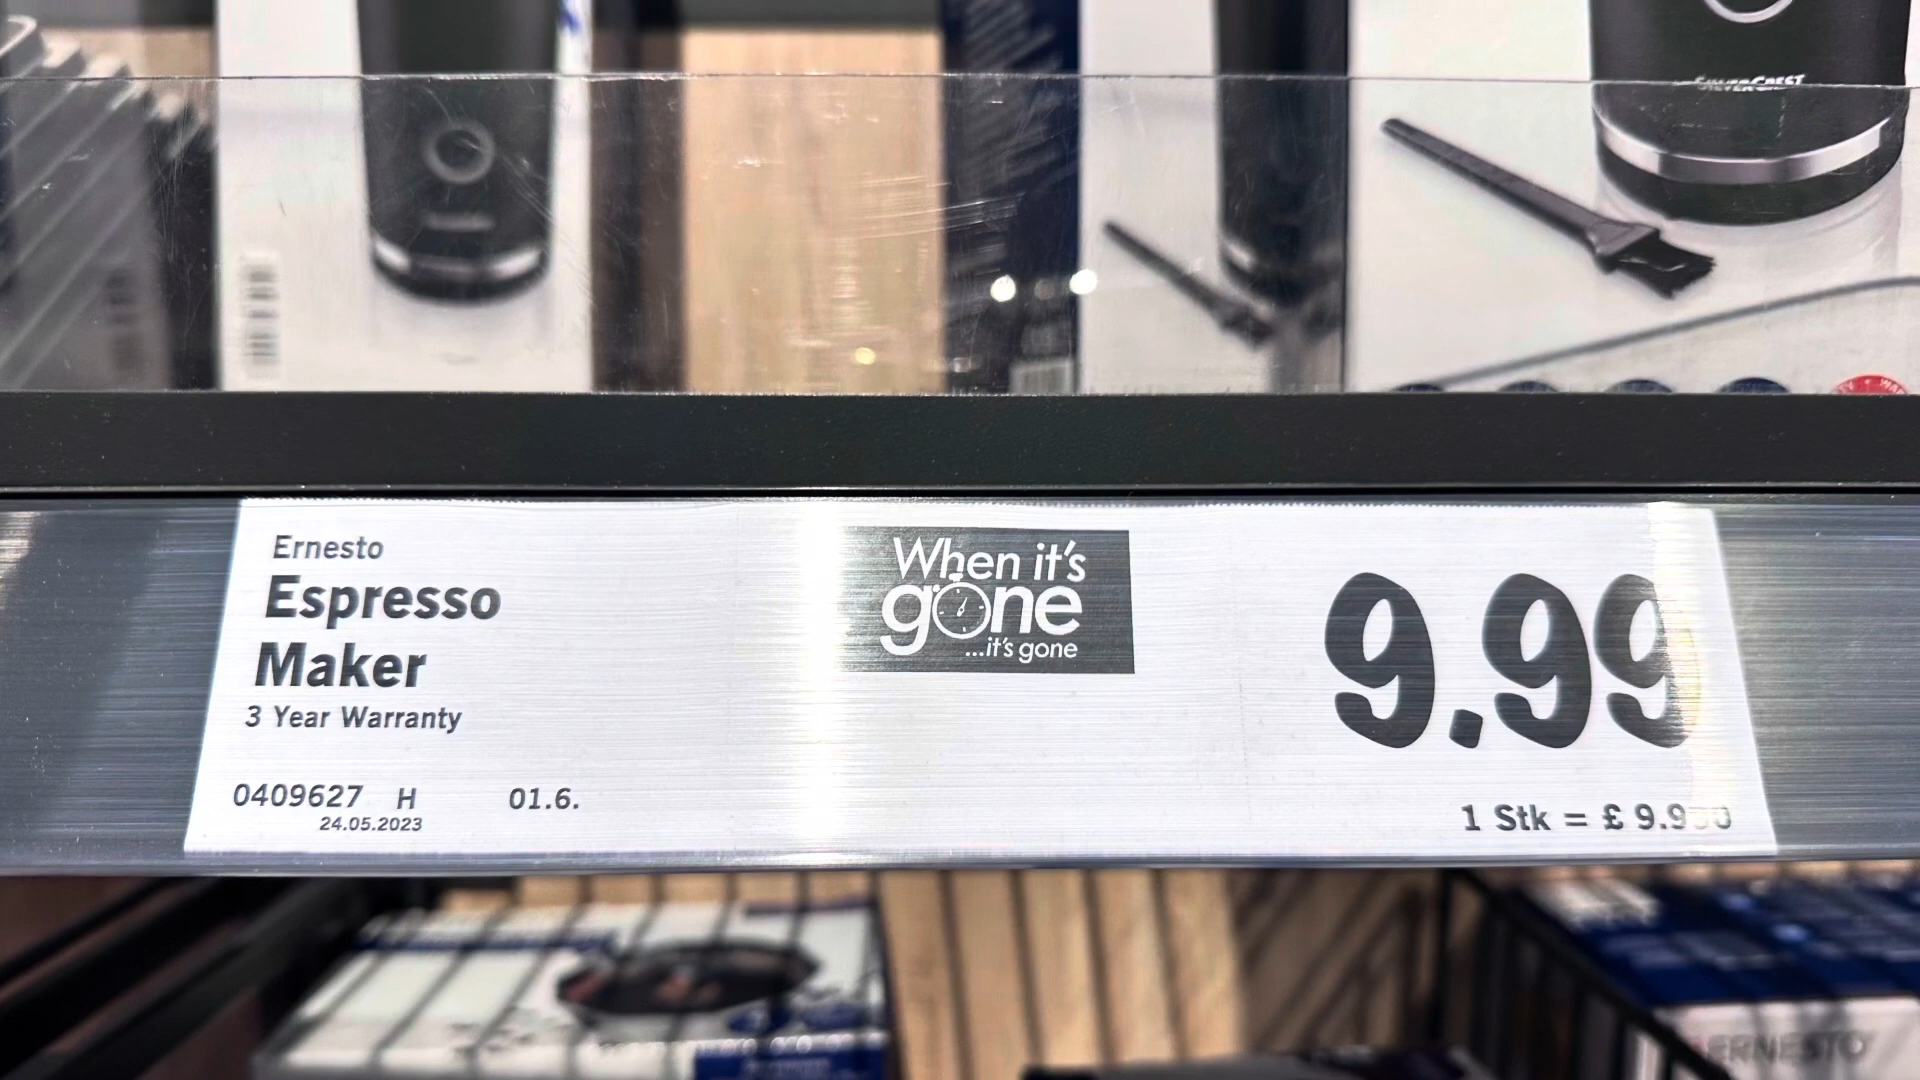 SILVERCREST
Ernesto
Espresso
Maker
3 Year Warranty
0409627 H 01.6.
24.05.2023
When it's
gone
...it's gone
9.99
1 Stk = £ 9.990
ERNESTO